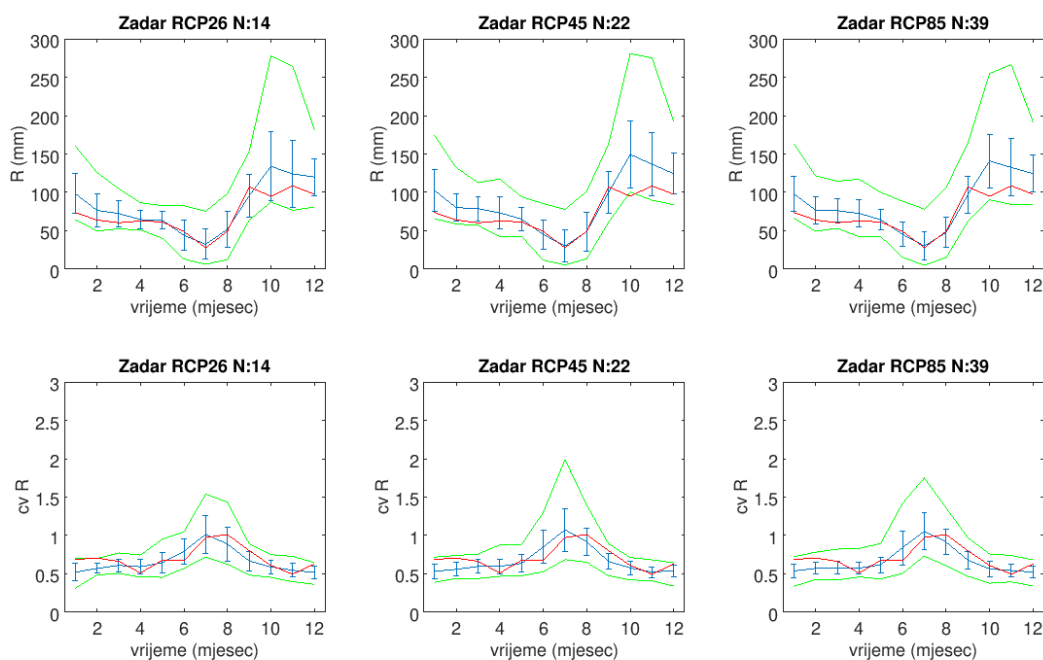 Zadar RCP26 N:14
300
250
200
150
100
50
0
R (mm)
2 4 6 8 10 12
vrijeme (mjesec)
Zadar RCP45 N:22
300
250
200
150
100
50
0
R (mm)
2 4 6 8 10 12
vrijeme (mjesec)
Zadar RCP85 N:39
300
250
200
150
100
50
0
R (mm)
2 4 6 8 10 12
vrijeme (mjesec)
Zadar RCP26 N:14
3
2.5
2
1.5
1
0.5
0
cv R
2 4 6 8 10 12
vrijeme (mjesec)
Zadar RCP45 N:22
3
2.5
2
1.5
1
0.5
0
cv R
2 4 6 8 10 12
vrijeme (mjesec)
Zadar RCP85 N:39
3
2.5
2
1.5
1
0.5
0
cv R
2 4 6 8 10 12
vrijeme (mjesec)